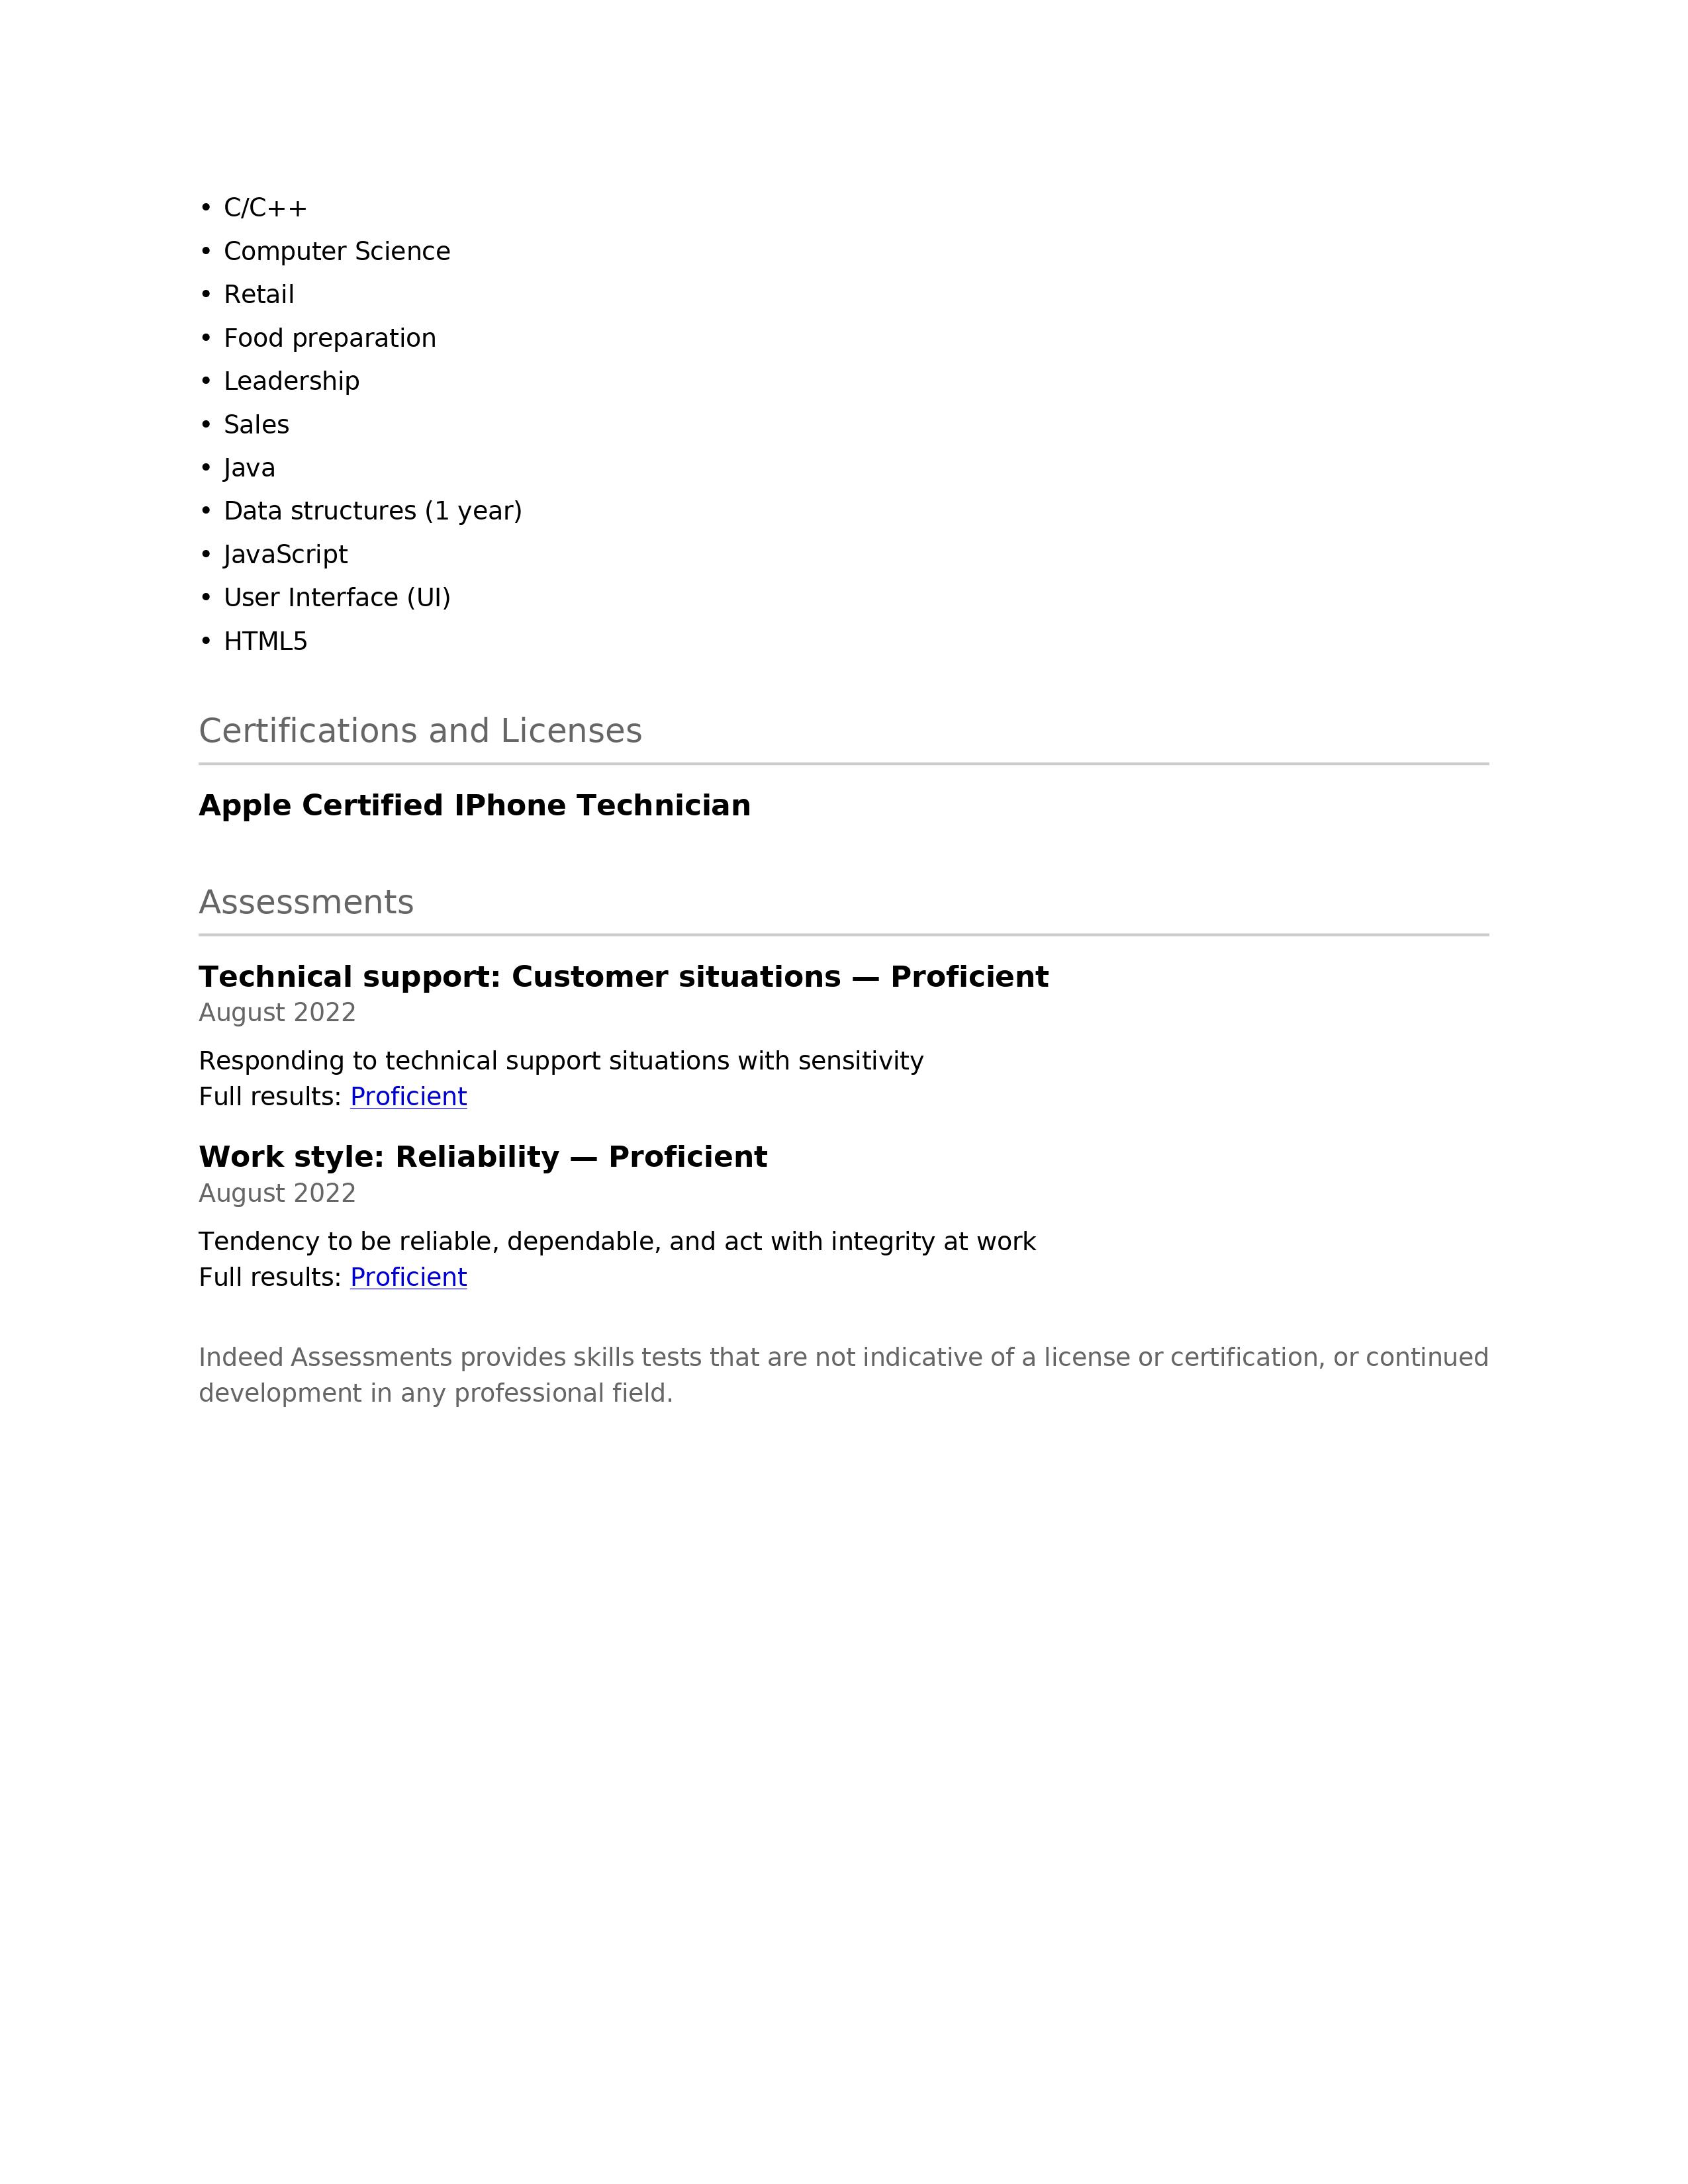 • C/C++
• Computer Science
• Retail
• Food preparation
• Leadership
• Sales
• Java
• Data structures (1 year)
• JavaScript
• User Interface (UI)
• HTML5
Certifications and Licenses
Apple Certified IPhone Technician
Assessments
Technical support: Customer situations — Proficient
August 2022
Responding to technical support situations with sensitivity
Full results: Proficient
Work style: Reliability — Proficient
August 2022
Tendency to be reliable, dependable, and act with integrity at work
Full results: Proficient
Indeed Assessments provides skills tests that are not indicative of a license or certification, or continued
development in any professional field.